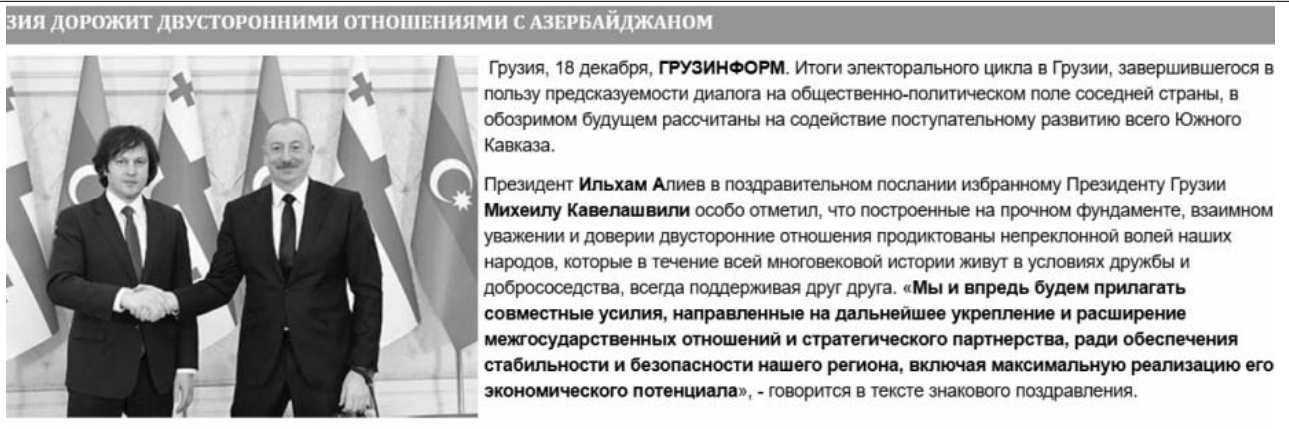 ЗИЯ ДОРОЖИТ ДВУСТОРОННИМИ ОТНОШЕНИЯМИ С АЗЕРБАЙДЖАНОМ
Грузия, 18 декабря, ГРУЗИНФОРМ. Итоги электорального цикла в Грузии, завершившегося в
пользу предсказуемости диалога на общественно-политическом поле соседней страны, в
обозримом будущем рассчитаны на содействие поступательному развитию всего Южного
Кавказа.
Президент Ильхам Алиев в поздравительном послании избранному Президенту Грузии
Михеилу Кавелашвили особо отметил, что построенные на прочном фундаменте, взаимном
уважении и доверии двусторонние отношения продиктованы непреклонной волей наших
народов, которые в течение всей многовековой истории живут в условиях дружбы и
добрососедства, всегда поддерживая друг друга. «Мы и впредь будем прилагать
совместные усилия, направленные на дальнейшее укрепление и расширение
межгосударственных отношений и стратегического партнерства, ради обеспечения
стабильности и безопасности нашего региона, включая максимальную реализацию его
экономического потенциала», - говорится в тексте знакового поздравления.